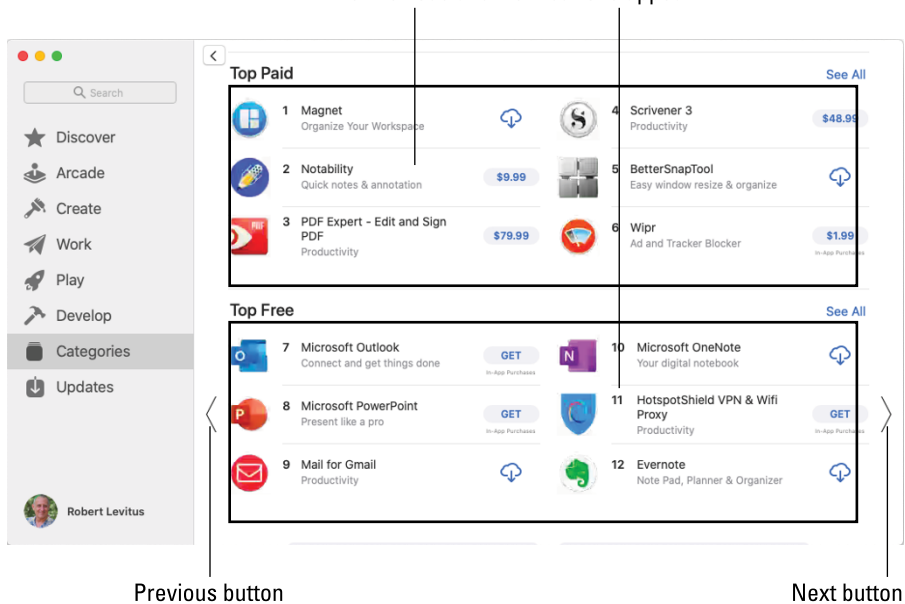 Search
Discover
Arcade
Create
Work
Play
Develop
Categories
Updates
Robert Levitus
Top Paid
See All
1 Magnet
Organize Your Workspace
2 Notability
Quick notes & annotation
$9.99
3 PDF Expert - Edit and Sign
PDF
Productivity
$79.99
4 Scrivener 3
Productivity
$48.99
5 BetterSnapTool
Easy window resize & organize
6 Wipr
Ad and Tracker Blocker
$1.99
In-App Purchases
Top Free
See All
7 Microsoft Outlook
Connect and get things done
GET
In-App Purchases
8 Microsoft PowerPoint
Present like a pro
GET
In-App Purchases
9 Mail for Gmail
Productivity
10 Microsoft OneNote
Your digital notebook
11 HotspotShield VPN & Wifi
Proxy
Productivity
GET
In-App Purchases
12 Evernote
Note Pad, Planner & Organizer
Previous button
Next button